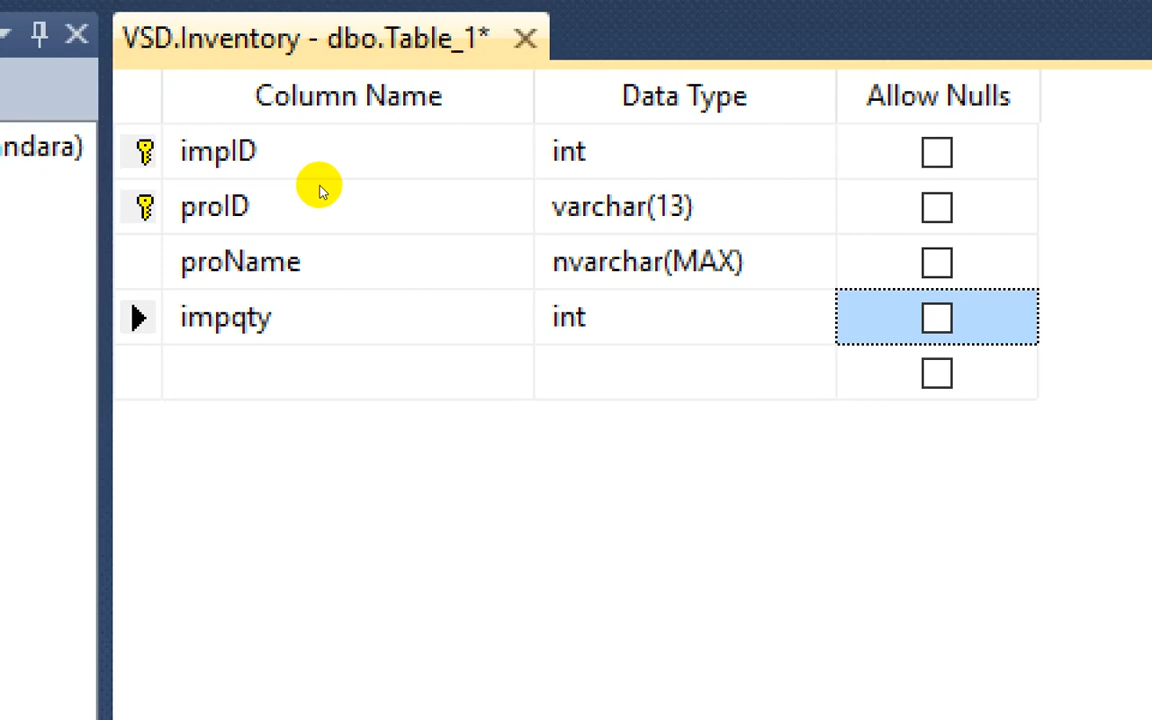 VSD.Inventory - dbo.Table_1*
Column Name Data Type Allow Nulls
ndara) impID int
proID varchar(13)
proName nvarchar(MAX)
impqty int